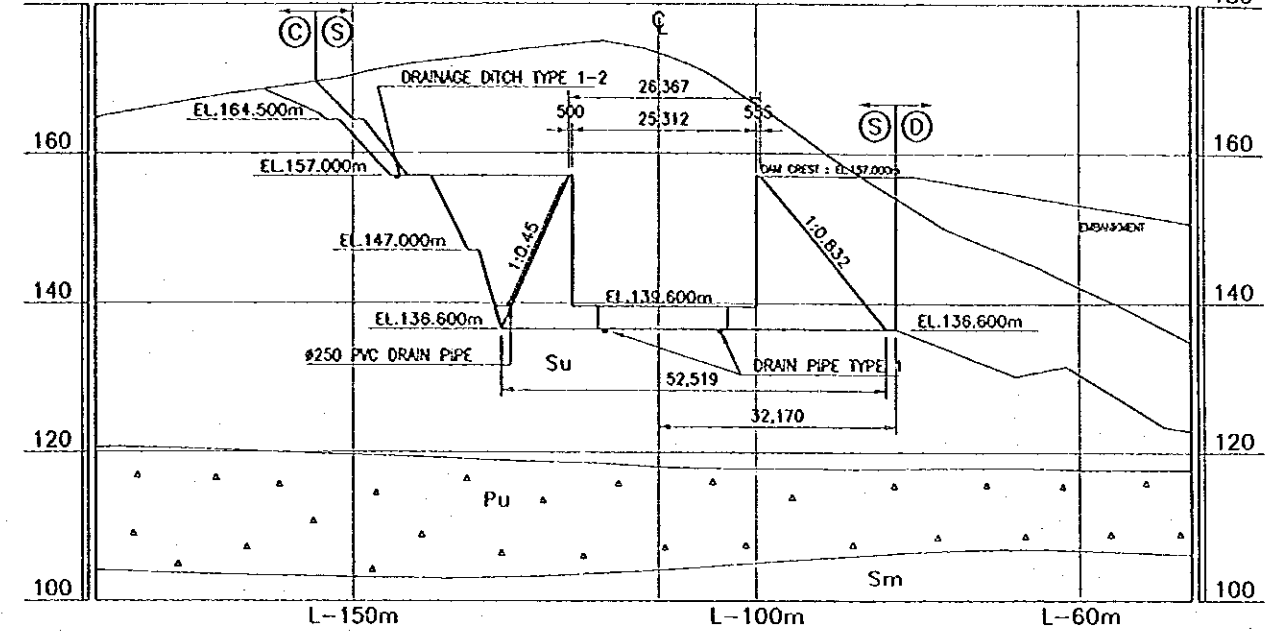 180
C S
℄
DRAINAGE DITCH TYPE 1-2
26,367
EL.164.500m
500
25,312
555
S D
160
160
EL.157.000m
DAM CREST : EL.157.000m
EMBANKMENT
EL.147.000m
1:0.45
1:0.832
140
EL.139.600m
140
EL.136.600m
EL.136.600m
ø250 PVC DRAIN PIPE
Su
DRAIN PIPE TYPE 1
52,519
32,170
120
120
Pu
Sm
100
100
L-150m
L-100m
L-60m